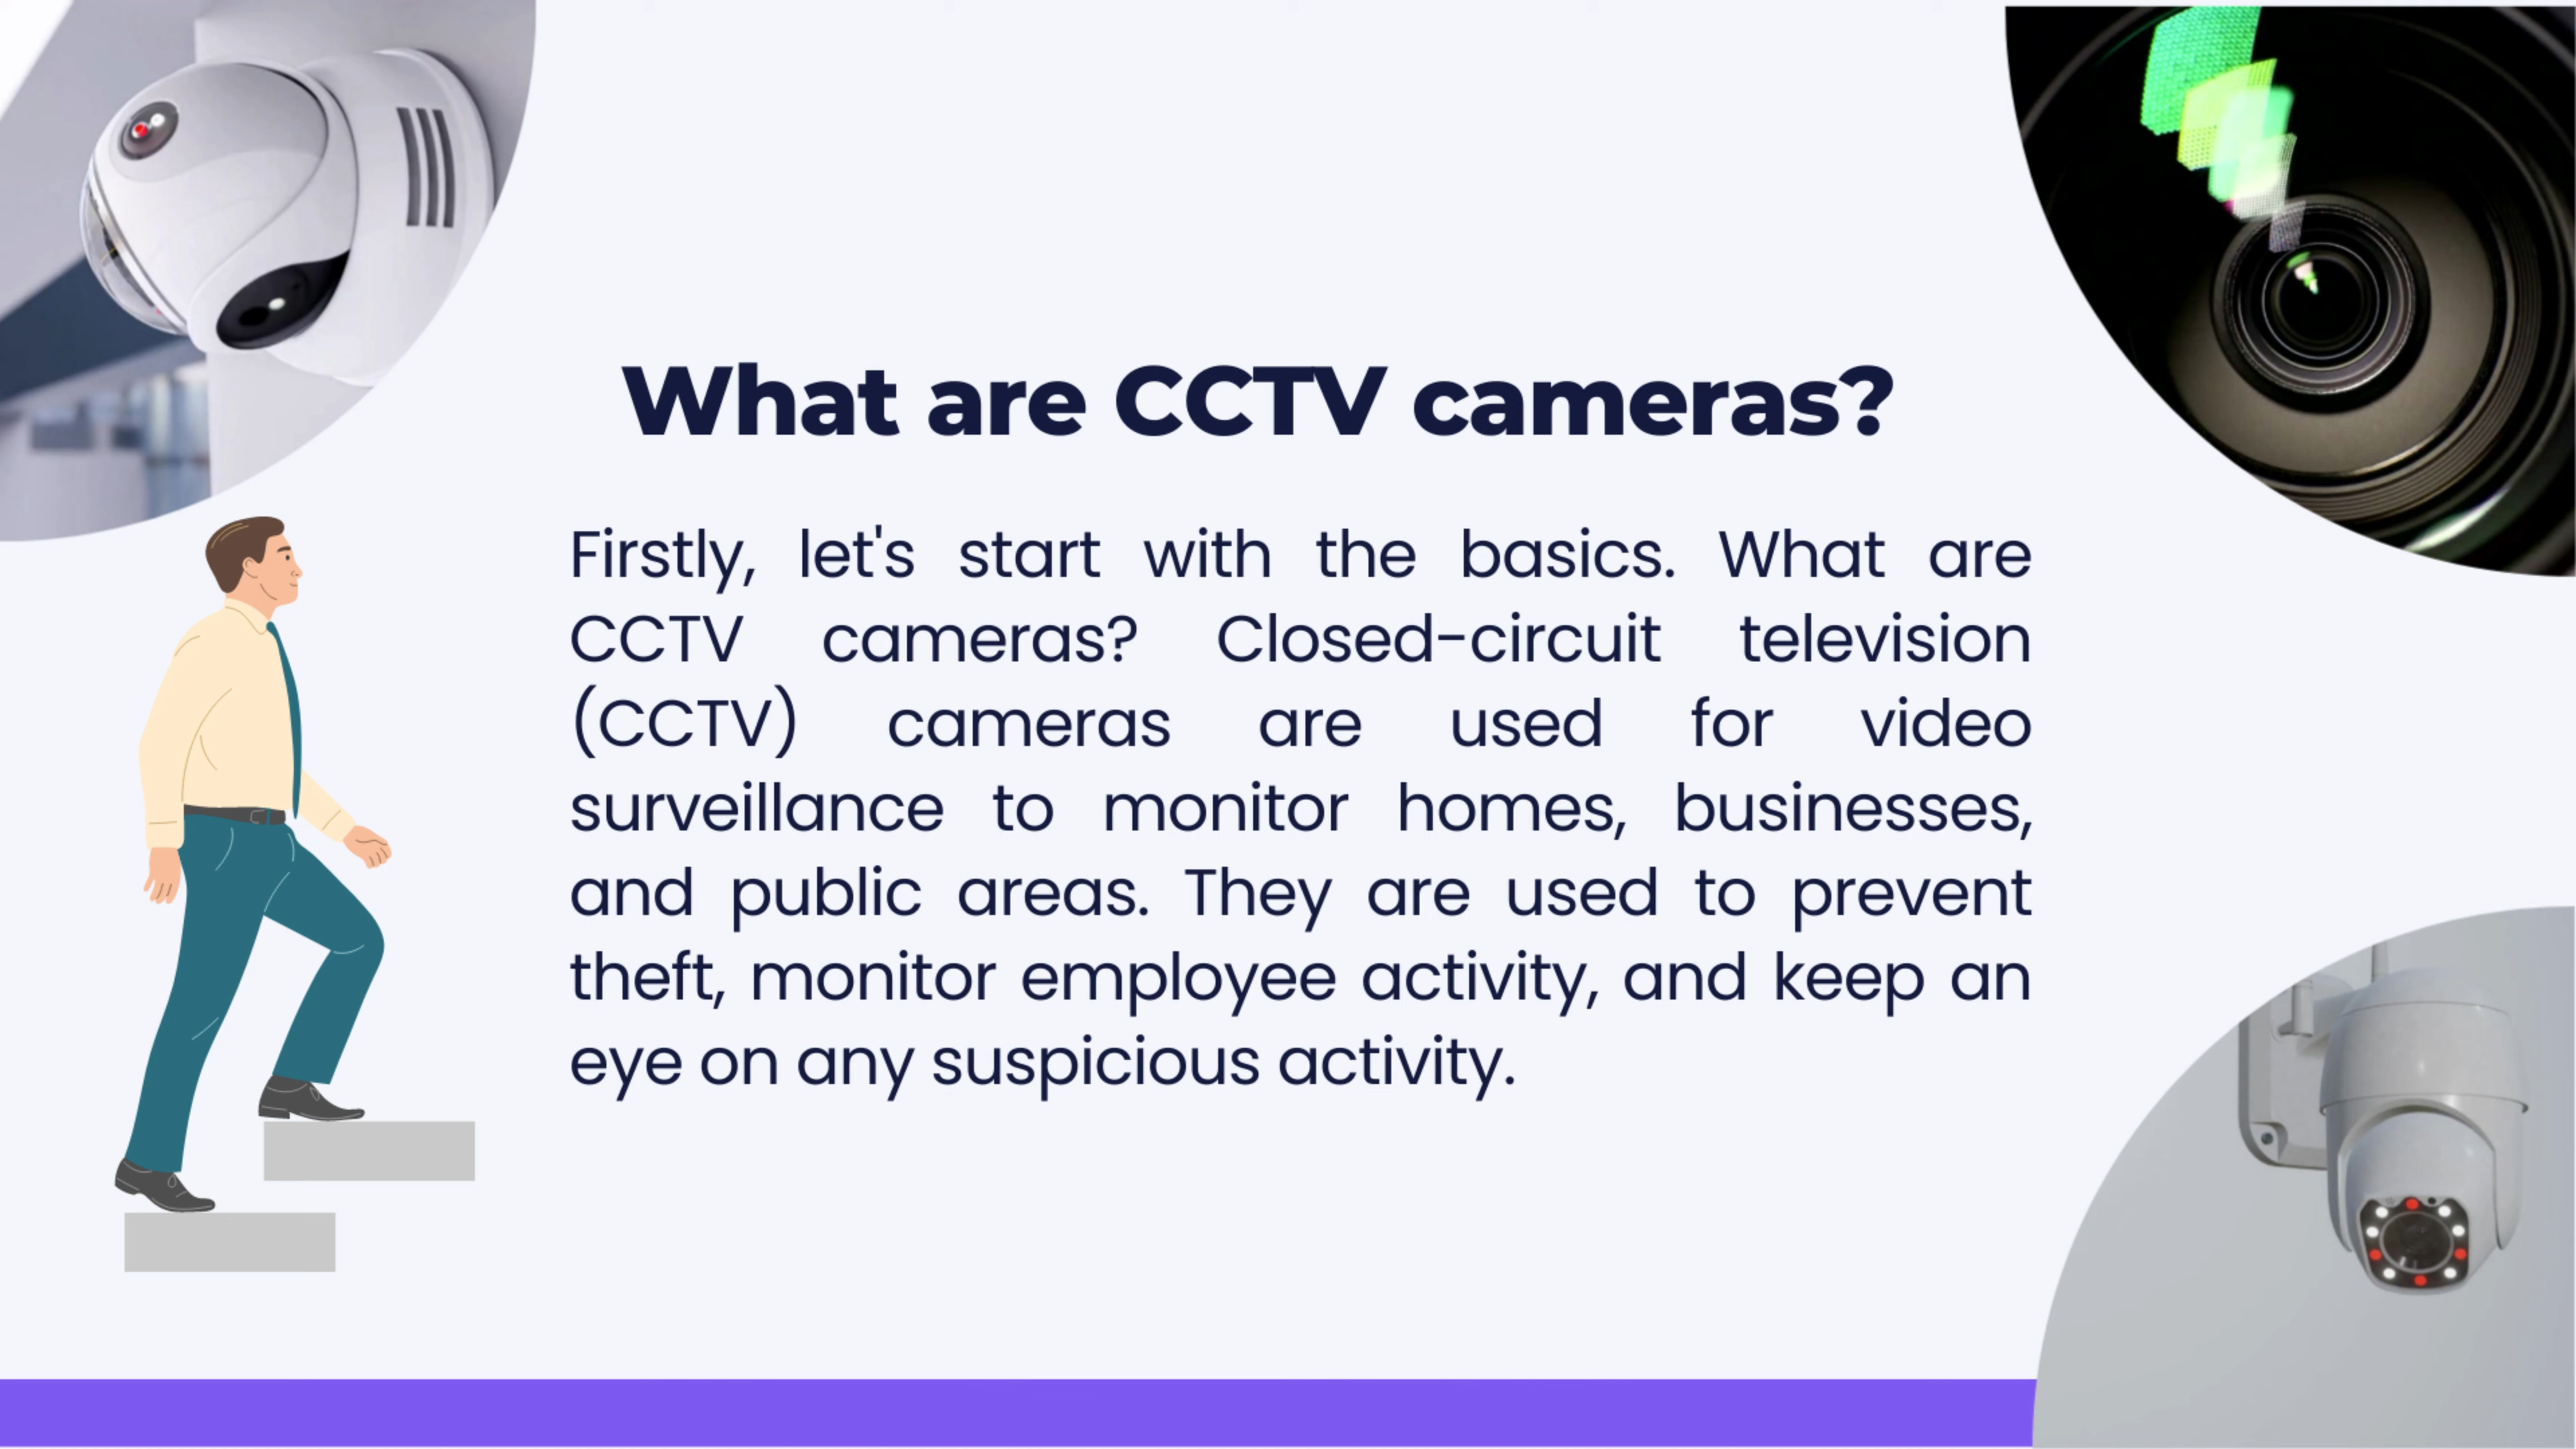 What are CCTV cameras?
Firstly, let's start with the basics. What are
CCTV cameras? Closed-circuit television
(CCTV) cameras are used for video
surveillance to monitor homes, businesses,
and public areas. They are used to prevent
theft, monitor employee activity, and keep an
eye on any suspicious activity.